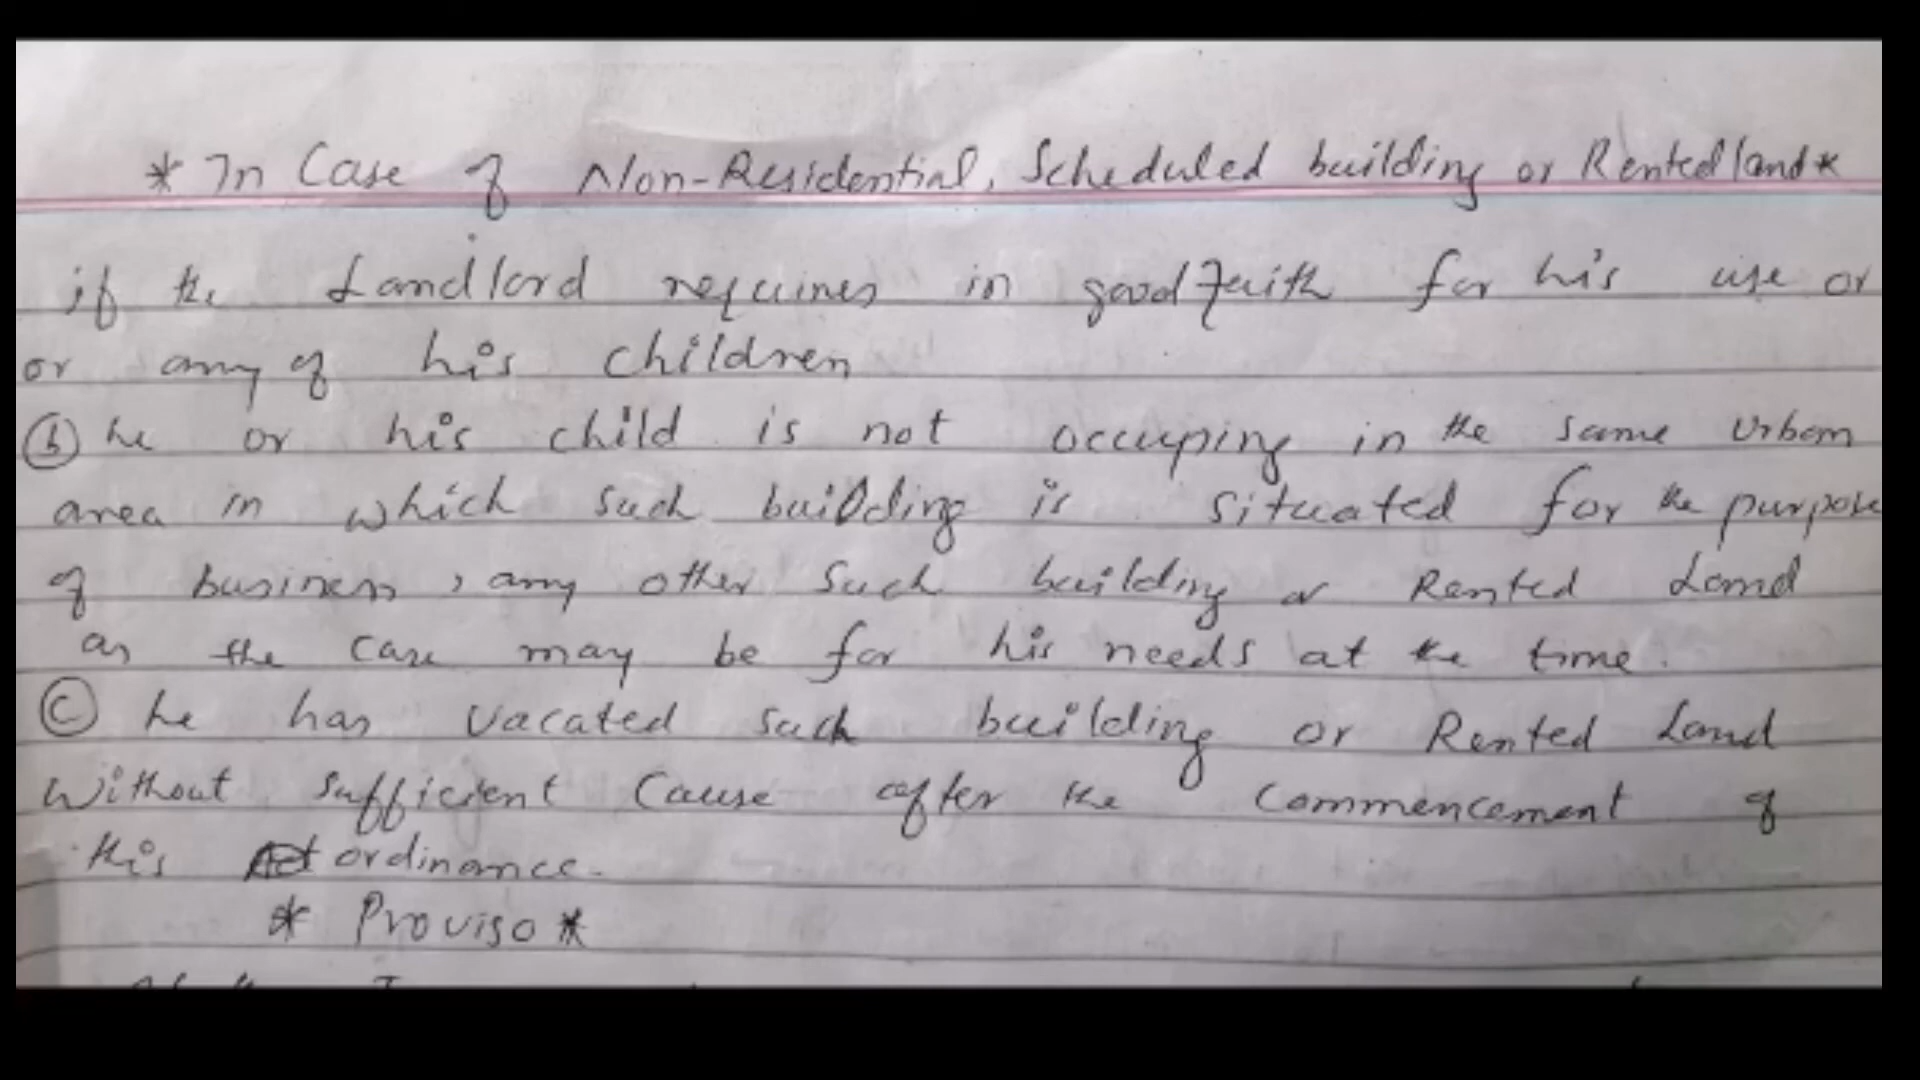 * In Case of Non-Residential, Scheduled building or Rented land *
if the Landlord requires in good faith for his use or
or any of his children
(b) he or his child is not occuping in the same Urban
area in which such building is situated for the purpose
of business, any other such building or Rented Land
as the case may be for his needs at the time.
(C) he has vacated such building or Rented Land
without sufficient Cause after the Commencement of
this ordinance.
* Proviso *